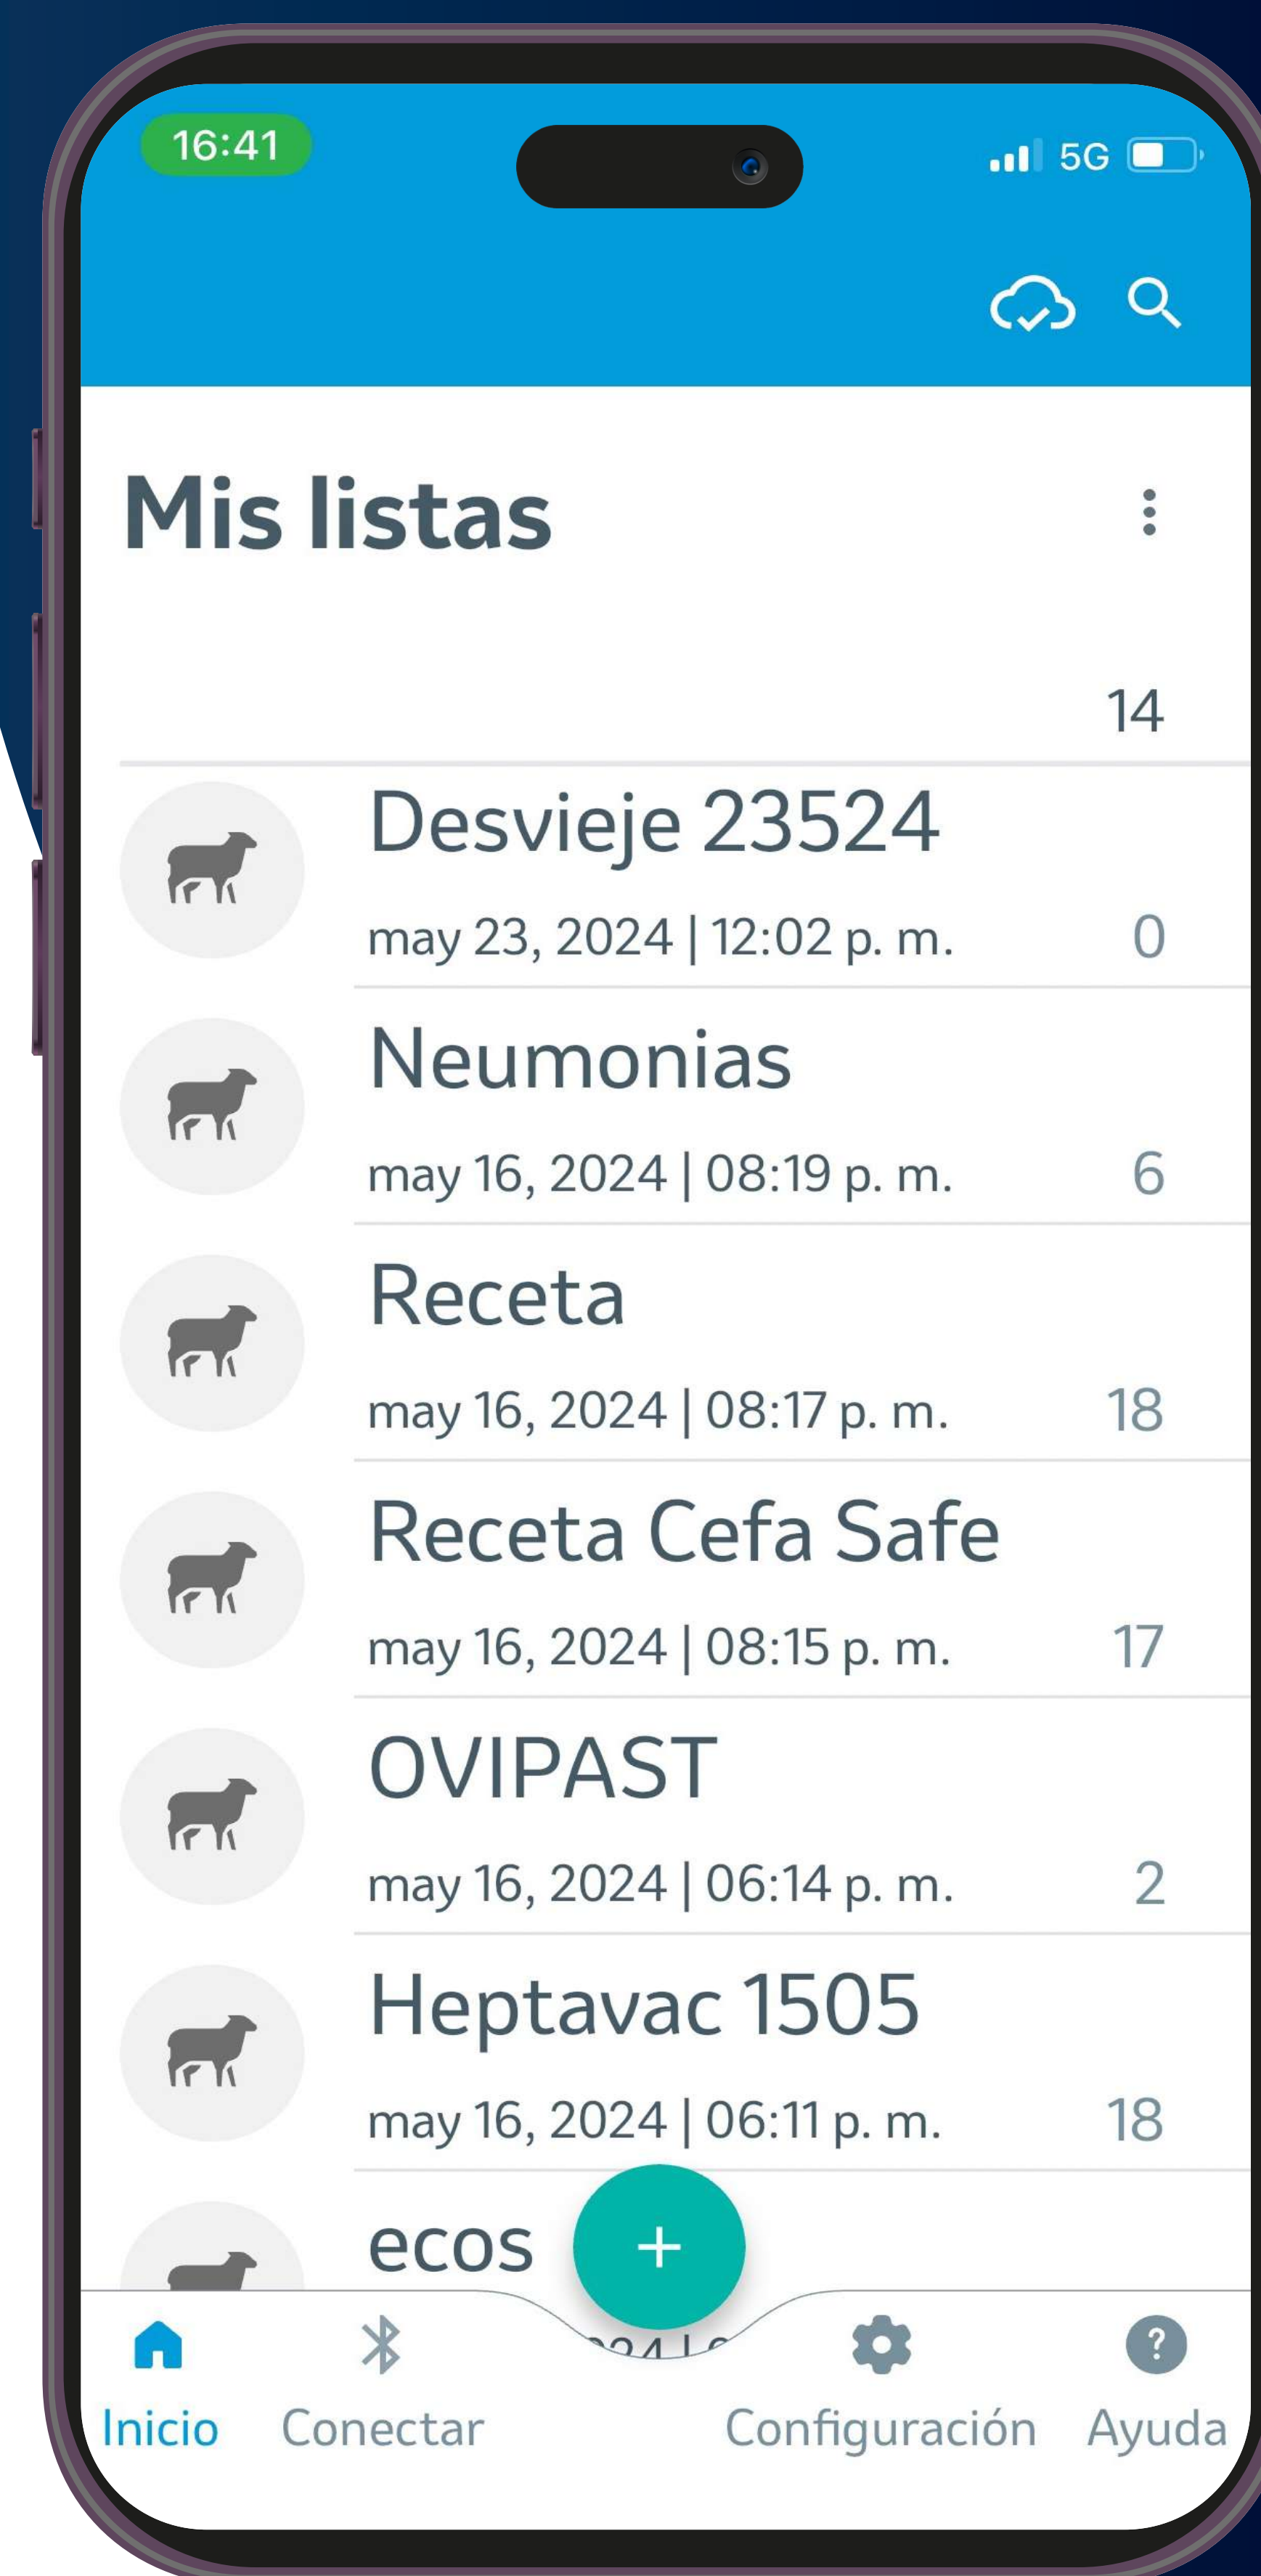 16:41
5G
Mis listas
14
Desvieje 23524
may 23, 2024 | 12:02 p. m.
0
Neumonias
may 16, 2024 | 08:19 p. m.
6
Receta
may 16, 2024 | 08:17 p. m.
18
Receta Cefa Safe
may 16, 2024 | 08:15 p. m.
17
OVIPAST
may 16, 2024 | 06:14 p. m.
2
Heptavac 1505
may 16, 2024 | 06:11 p. m.
18
ecos
Inicio
Conectar
Configuración
Ayuda